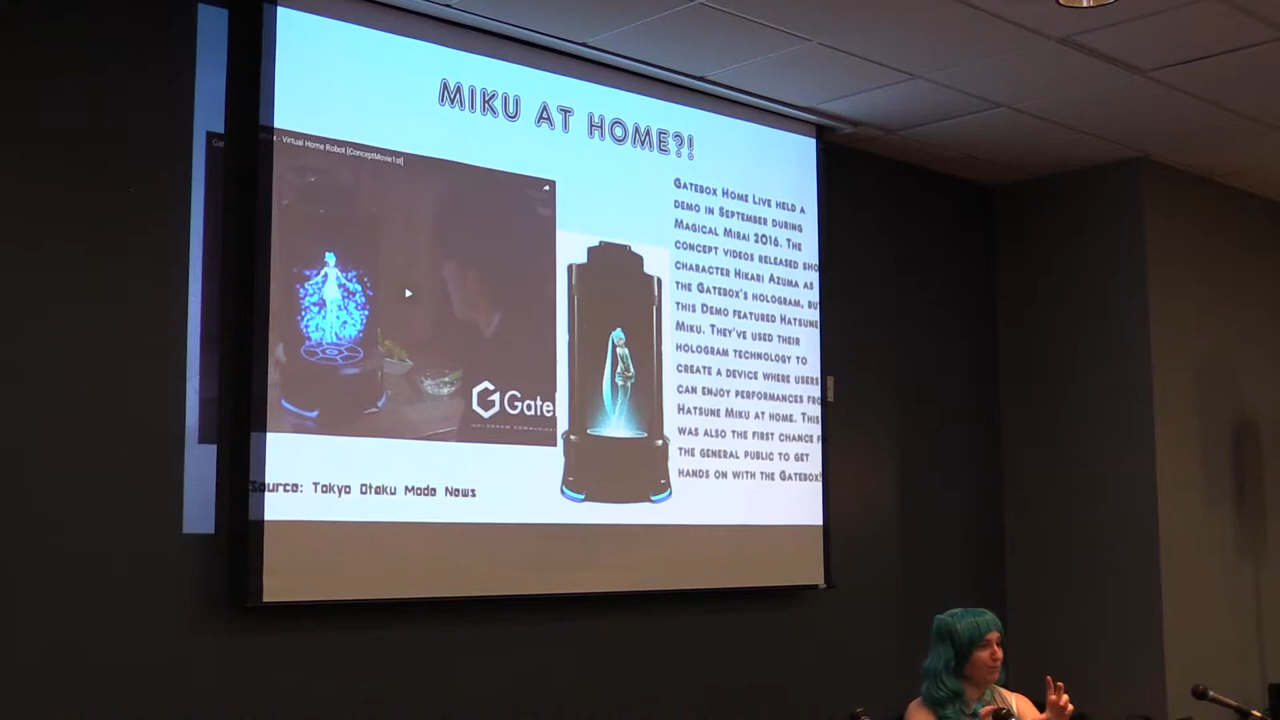 MIKU AT HOME?!
- Virtual Home Robot [ConceptMovie1st]
GATEBOX HOME LIVE HELD A
DEMO IN SEPTEMBER DURING
MAGICAL MIRAI 2016. THE
CONCEPT VIDEOS RELEASED SHO
CHARACTER HIKARI AZUMA AS
THE GATEBOX'S HOLOGRAM, BU
THIS DEMO FEATURED HATSUNE
MIKU. THEY'VE USED THEIR
HOLOGRAM TECHNOLOGY TO
CREATE A DEVICE WHERE USERS
CAN ENJOY PERFORMANCES FRO
HATSUNE MIKU AT HOME. THIS
WAS ALSO THE FIRST CHANCE F
THE GENERAL PUBLIC TO GET
HANDS ON WITH THE GATEBOX!
Gate
HOLOGRAM COMMUNICAT
Source: Tokyo Otaku Mode News